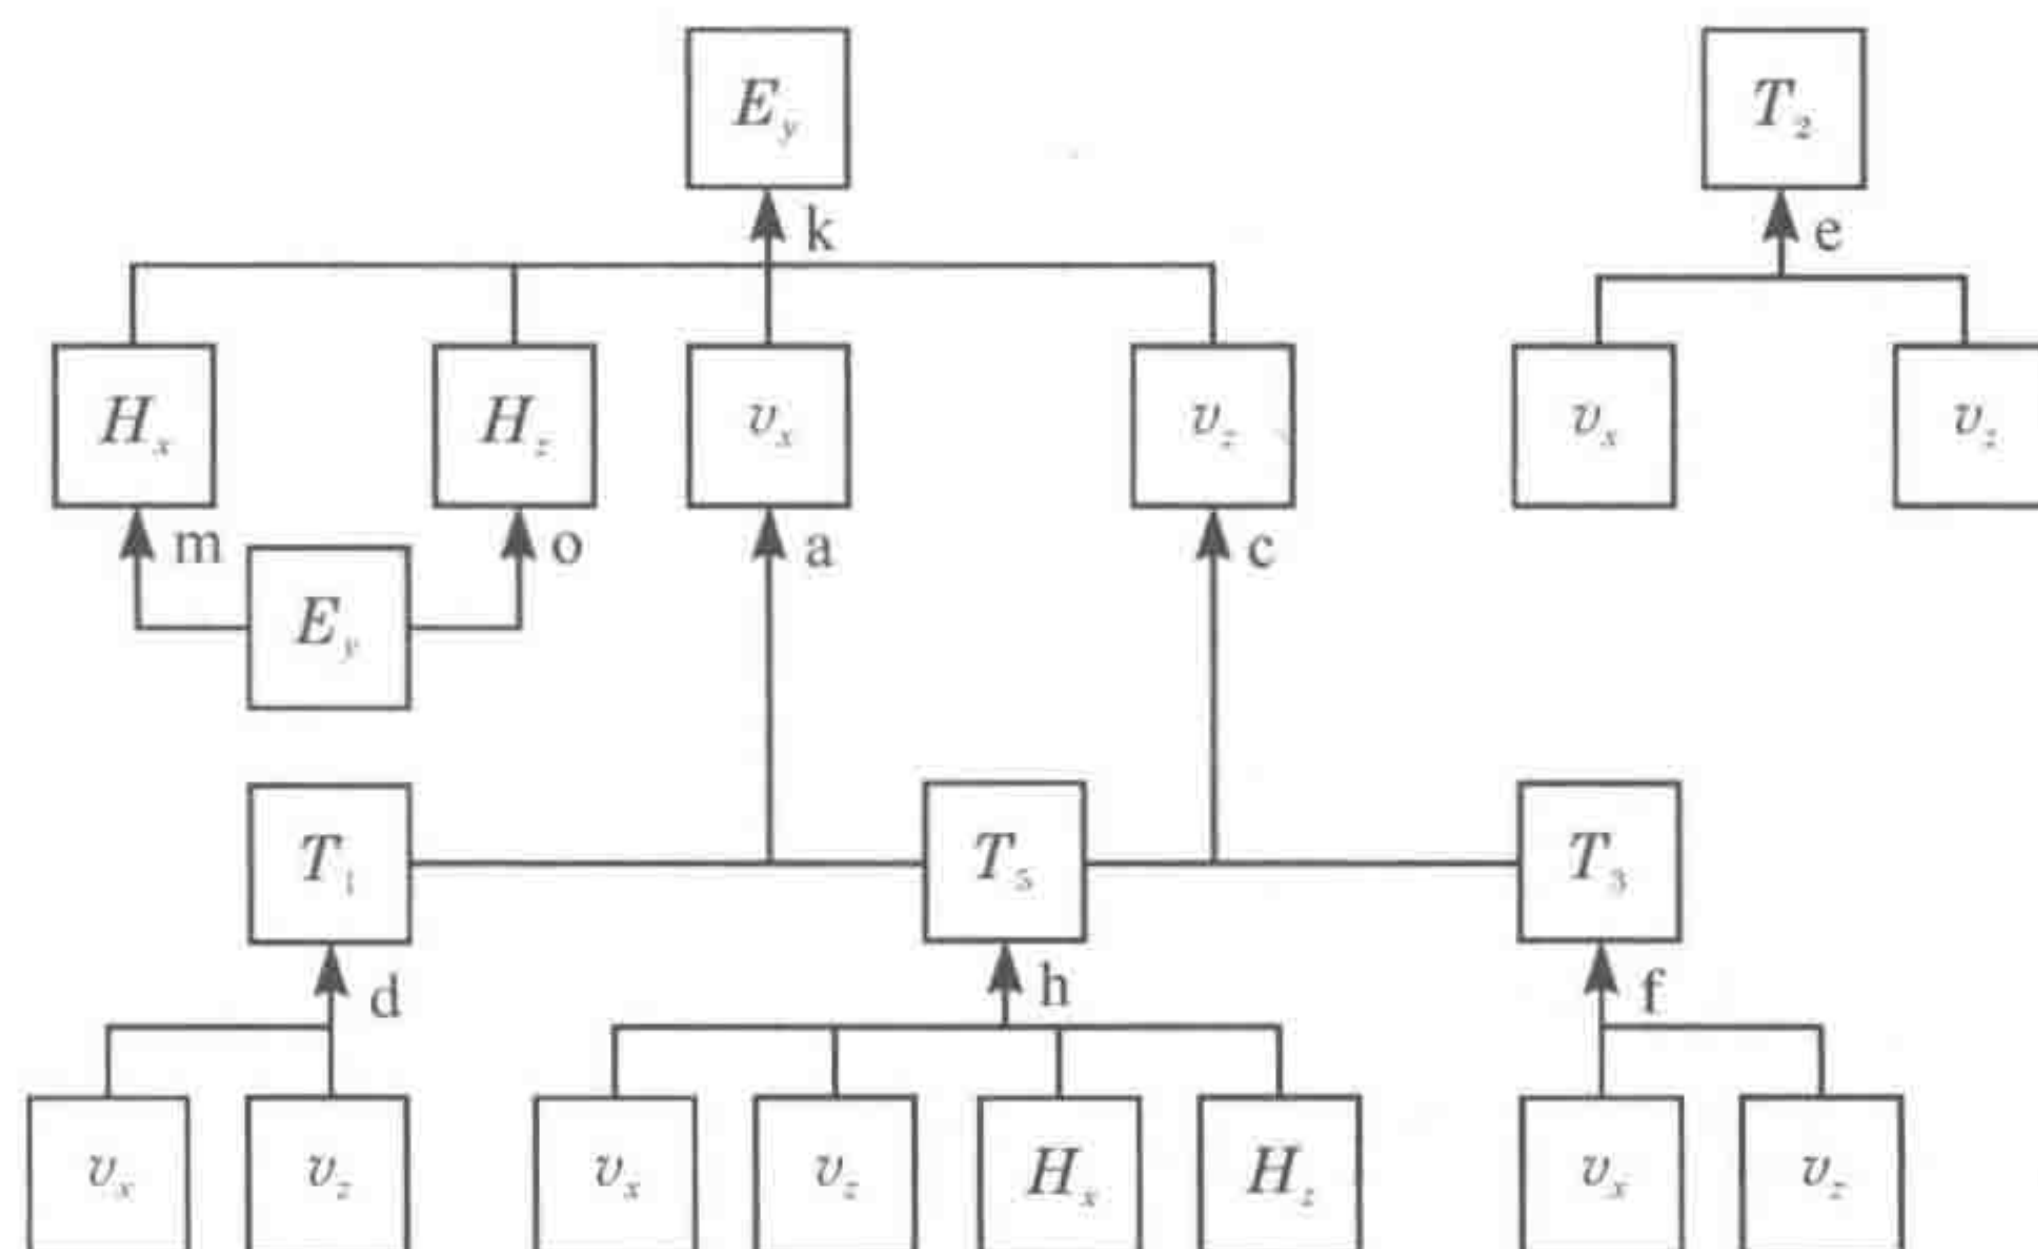 E_y T_2
k e
H_x H_z v_x v_z v_x v_z
m o a c
E_y
T_1 T_5 T_3
d h f
v_x v_z v_x v_z H_x H_z v_x v_z